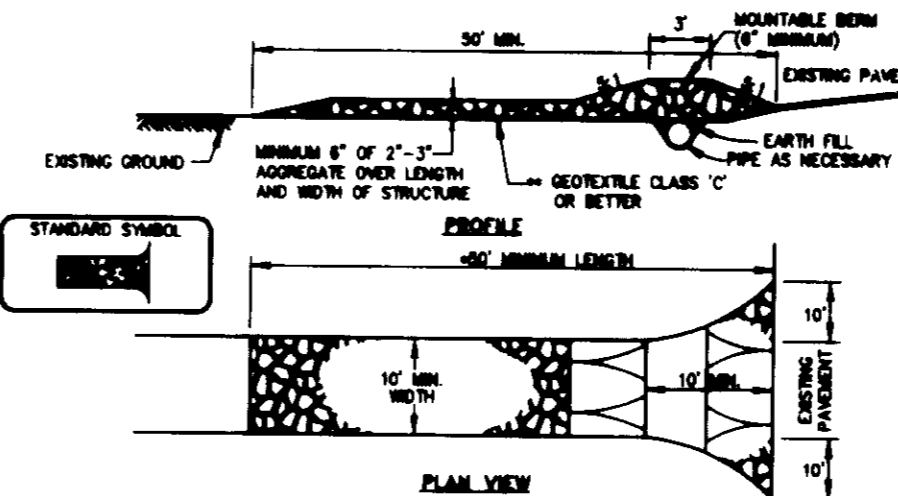 50' MIN.
3'
MOUNTABLE BERM
(6" MINIMUM)
EXISTING PAVE
EXISTING GROUND
MINIMUM 6" OF 2"-3"
AGGREGATE OVER LENGTH
AND WIDTH OF STRUCTURE
** GEOTEXTILE CLASS 'C'
OR BETTER
EARTH FILL
PIPE AS NECESSARY
PROFILE
STANDARD SYMBOL
*50' MINIMUM LENGTH
10' MIN.
WIDTH
10' MIN.
10'
EXISTING
PAVEMENT
10'
PLAN VIEW